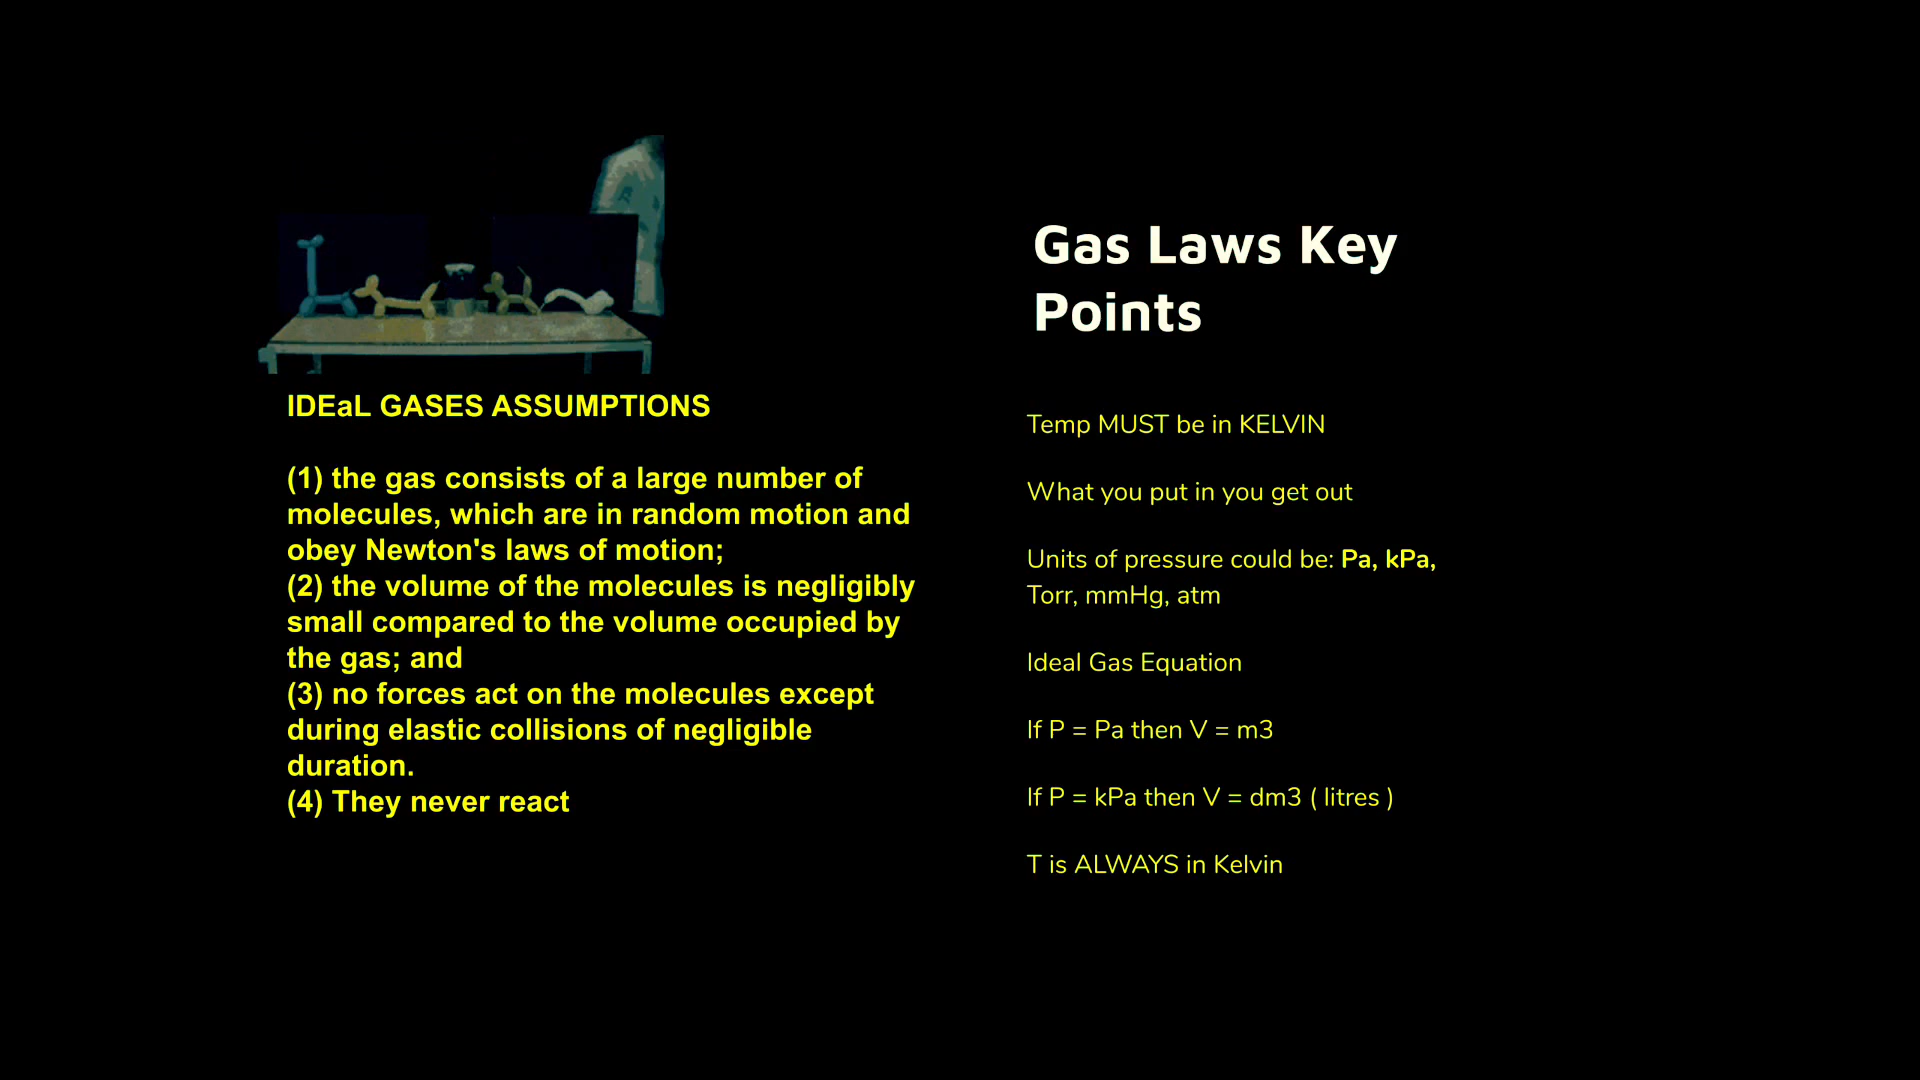 IDEaL GASES ASSUMPTIONS
(1) the gas consists of a large number of
molecules, which are in random motion and
obey Newton's laws of motion;
(2) the volume of the molecules is negligibly
small compared to the volume occupied by
the gas; and
(3) no forces act on the molecules except
during elastic collisions of negligible
duration.
(4) They never react
Gas Laws Key
Points
Temp MUST be in KELVIN
What you put in you get out
Units of pressure could be: Pa, kPa,
Torr, mmHg, atm
Ideal Gas Equation
If P = Pa then V = m3
If P = kPa then V = dm3 ( litres )
T is ALWAYS in Kelvin